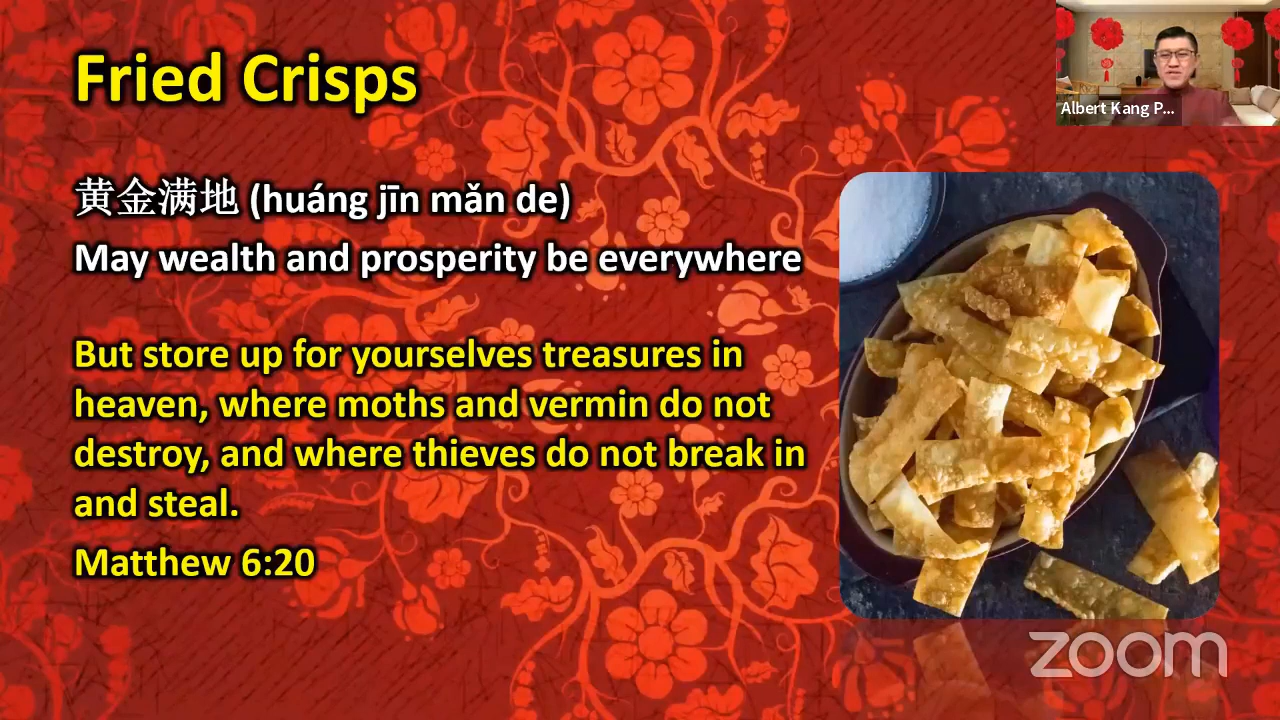 Fried Crisps
Albert Kang P...
黄金满地 (huáng jīn mǎn de)
May wealth and prosperity be everywhere
But store up for yourselves treasures in
heaven, where moths and vermin do not
destroy, and where thieves do not break in
and steal.
Matthew 6:20
zoom